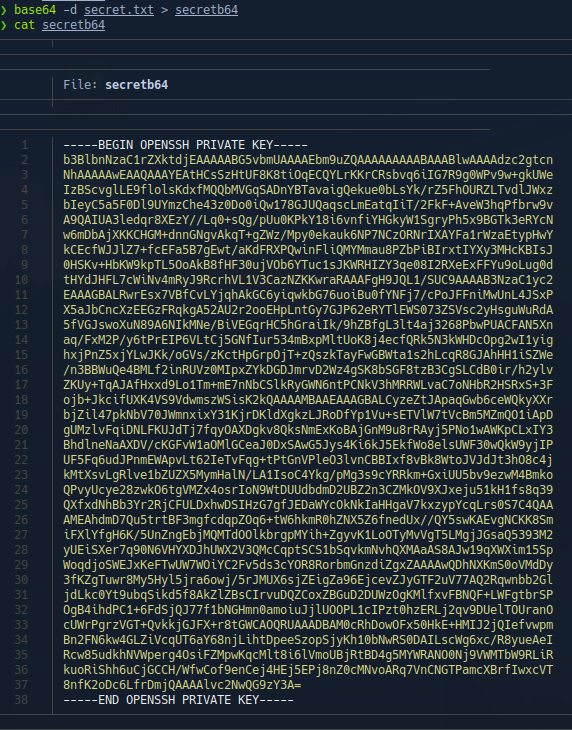 ❯ base64 -d secret.txt > secretb64
❯ cat secretb64
File: secretb64
1 -----BEGIN OPENSSH PRIVATE KEY-----
2 b3BlbnNzaC1rZXktdjEAAAAABG5vbmUAAAAEbm9uZQAAAAAAAAABAAABlwAAAAdzc2gtcn
3 NhAAAAAwEAAQAAAYEAtHCsSzHtUF8K8tiOqECQYLrKKrCRsbvq6iIG7R9g0WPv9w+gkUWe
4 IzBScvglLE9flolsKdxfMQQbMVGqSADnYBTavaigQekue0bLsYk/rZ5FhOURZLTvdlJWxz
5 bIeyC5a5F0Dl9UYmzChe43z0Do0iQw178GJUQaqscLmEatqIiT/2FkF+AveW3hqPfbrw9v
6 A9QAIUA3ledqr8XEzY//Lq0+sQg/pUu0KPkY18i6vnfiYHGkyW1SgryPh5x9BGTk3eRYcN
7 w6mDbAjXKKCHGM+dnnGNgvAkqT+gZWz/Mpy0ekauk6NP7NCzORNrIXAYFa1rWzaEtypHwY
8 kCEcfWJJlZ7+fcEFa5B7gEwt/aKdFRXPQwinFliQMYMmau8PZbPiBIrxtIYXy3MHcKBIsJ
9 0HSKv+HbKW9kpTL5OoAkB8fHF30ujVOb6YTuc1sJKWRHIZY3qe08I2RXeExFFYu9oLug0d
10 tHYdJHFL7cWiNv4mRyJ9RcrhVL1V3CazNZKKwraRAAAFgH9JQL1/SUC9AAAAB3NzaC1yc2
11 EAAAGBALRwrEsx7VBfCvLYjqhAkGC6yiqwkbG76uoiBu0fYNFj7/cPoJFFniMwUnL4JSxP
12 X5aJbCncXzEEGzFRqkgA52AU2r2ooEHpLntGy7GJP62eRYTlEWS073ZSVsc2yHsguWuRdA
13 5fVGJswoXuN89A6NIkMNe/BiVEGqrHC5hGraiIk/9hZBfgL3lt4aj3268PbwPUACFAN5Xn
14 aq/FxM2P/y6tPrEIP6VLtCj5GNfIur534mBxpMltUoK8j4ecfQRk5N3kWHDcOpg2wI1yig
15 hxjPnZ5xjYLwJKk/oGVs/zKctHpGrpOjT+zQszkTayFwGBWta1s2hLcqR8GJAhHH1iSZWe
16 /n3BBWuQe4BMLf2inRUVz0MIpxZYkDGDJmrvD2Wz4gSK8bSGF8tzB3CgSLCdB0ir/h2ylv
17 ZKUy+TqAJAfHxxd9Lo1Tm+mE7nNbCSlkRyGWN6ntPCNkV3hMRRWLvaC7oNHbR2HSRxS+3F
18 ojb+JkcifUXK4VS9VdwmszWSisK2kQAAAAMBAAEAAAGBALCyzeZtJApaqGwb6ceWQkyXXr
19 bjZil47pkNbV70JWmnxixY31KjrDKldXgkzLJRoDfYp1Vu+sETVlW7tVcBm5MZmQO1iApD
20 gUMzlvFqiDNLFKUJdTj7fqyOAXDgkv8QksNmExKoBAjGnM9u8rRAyj5PNo1wAWKpCLxIY3
21 BhdlneNaAXDV/cKGFvW1aOMlGCeaJ0DxSAwG5Jys4Ki6kJ5EkfWo8elsUWF30wQkW9yjIP
22 UF5Fq6udJPnmEWApvLt62IeTvFqg+tPtGnVPleO3lvnCBBIxf8vBk8WtoJVJdJt3hO8c4j
23 kMtXsvLgRlve1bZUZX5MymHalN/LA1IsoC4Ykg/pMg3s9cYRRkm+GxiUU5bv9ezwM4Bmko
24 QPvyUcye28zwkO6tgVMZx4osrIoN9WtDUUdbdmD2UBZ2n3CZMkOV9XJxeju51kH1fs8q39
25 QXfxdNhBb3Yr2RjCFULDxhwDSIHzG7gfJEDaWYcOkNkIaHHgaV7kxzypYcqLrs0S7C4QAA
26 AMEAhdmD7Qu5trtBF3mgfcdqpZOq6+tW6hkmR0hZNX5Z6fnedUx//QY5swKAEvgNCKK8Sm
27 iFXlYfgH6K/5UnZngEbjMQMTdOOlkbrgpMYih+ZgyvK1LoOTyMvVgT5LMgjJGsaQ5393M2
28 yUEiSXer7q90N6VHYXDJhUWX2V3QMcCqptSCS1bSqvkmNvhQXMAaAS8AJw19qXWXim15Sp
29 WoqdjoSWEJxKeFTwUW7WOiYC2Fv5ds3cYOR8RorbmGnzdiZgxZAAAAwQDhNXKmS0oVMdDy
30 3fKZgTuwr8My5Hyl5jra6owj/5rJMUX6sjZEigZa96EjcevZJyGTF2uV77AQ2Rqwnbb2Gl
31 jdLkc0Yt9ubqSikd5f8AkZlZBsCIrvuDQZCoxZBGuD2DUWzOgKMlfxvFBNQF+LWFgtbrSP
32 OgB4ihdPC1+6FdSjQJ77f1bNGHmn0amoiuJjlUOOPL1cIPzt0hzERLj2qv9DUelTOUranO
33 cUWrPgrzVGT+QvkkjGJFX+r8tGWCAOQRUAAADBAM0cRhDowOFx50HkE+HMIJ2jQIefvwpm
34 Bn2FN6kw4GLZiVcqUT6aY68njLihtDpeeSzopSjyKh10bNwRS0DAILscWg6xc/R8yueAeI
35 Rcw85udkhNVWperg4OsiFZMpwKqcMlt8i6lVmoUBjRtBD4g5MYWRANO0Nj9VWMTbW9RLiR
36 kuoRiShh6uCjGCCH/WfwCof9enCej4HEj5EPj8nZ0cMNvoARq7VnCNGTPamcXBrfIwxcVT
37 8nfK2oDc6LfrDmjQAAAAlvc2NwQG9zY3A=
38 -----END OPENSSH PRIVATE KEY-----